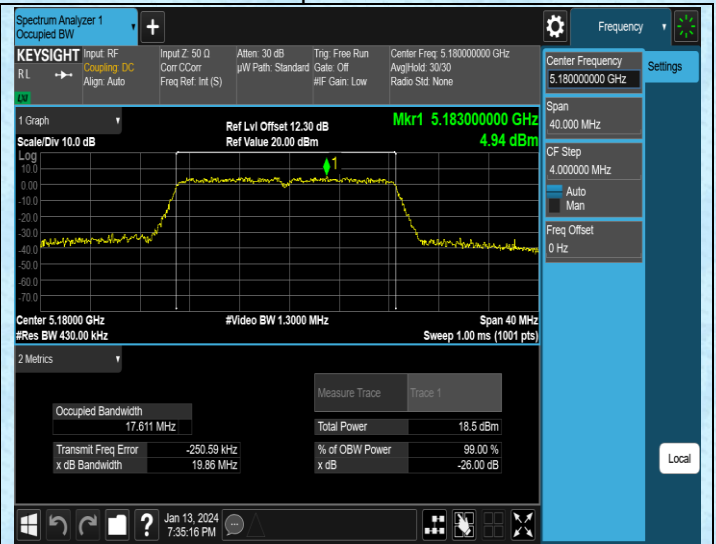 Spectrum Analyzer 1
Occupied BW
Frequency
KEYSIGHT
RL
LXI
Input: RF
Coupling: DC
Align: Auto
Input Z: 50 Ω
Corr CCorr
Freq Ref: Int (S)
Atten: 30 dB
µW Path: Standard
Trig: Free Run
Gate: Off
#IF Gain: Low
Center Freq: 5.180000000 GHz
Avg|Hold: 30/30
Radio Std: None
Center Frequency
5.180000000 GHz
Settings
Span
40.000 MHz
CF Step
4.000000 MHz
Auto
Man
Freq Offset
0 Hz
Local
1 Graph
Scale/Div 10.0 dB
Ref Lvl Offset 12.30 dB
Ref Value 20.00 dBm
Mkr1 5.183000000 GHz
4.94 dBm
Log
10.0
0.00
-10.0
-20.0
-30.0
-40.0
-50.0
-60.0
-70.0
1
Center 5.18000 GHz
#Video BW 1.3000 MHz
Span 40 MHz
#Res BW 430.00 kHz
Sweep 1.00 ms (1001 pts)
2 Metrics
Measure Trace
Trace 1
Occupied Bandwidth
17.611 MHz
Total Power
18.5 dBm
Transmit Freq Error
-250.59 kHz
% of OBW Power
99.00 %
x dB Bandwidth
19.86 MHz
x dB
-26.00 dB
Jan 13, 2024
7:35:16 PM